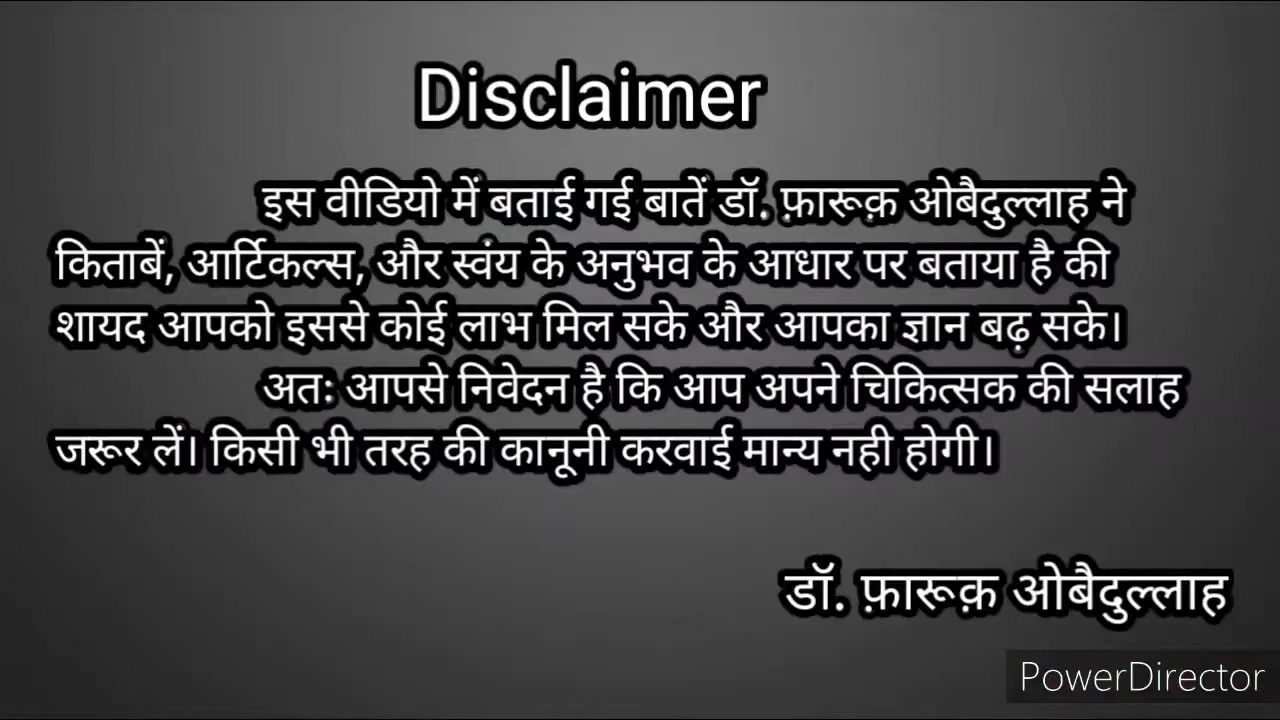 Disclaimer
इस वीडियो में बताई गई बातें डॉ. फ़ारूक़ ओबैदुल्लाह ने
किताबें, आर्टिकल्स, और स्वंय के अनुभव के आधार पर बताया है की
शायद आपको इससे कोई लाभ मिल सके और आपका ज्ञान बढ़ सके।
अतः आपसे निवेदन है कि आप अपने चिकित्सक की सलाह
जरूर लें। किसी भी तरह की कानूनी करवाई मान्य नही होगी।
डॉ. फ़ारूक़ ओबैदुल्लाह
PowerDirector